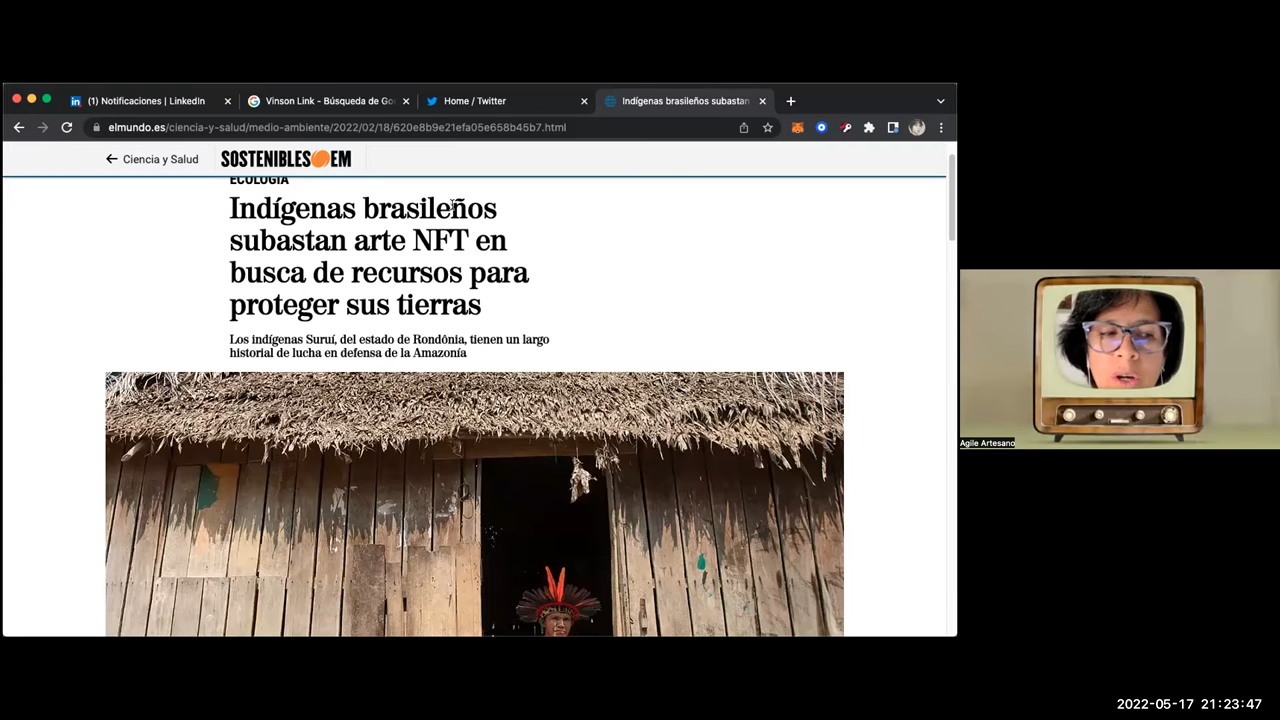 (1) Notificaciones | LinkedIn
Vinson Link - Búsqueda de Go
Home / Twitter
Indígenas brasileños subastan
elmundo.es/ciencia-y-salud/medio-ambiente/2022/02/18/620e8b9e21efa05e658b45b7.html
Ciencia y Salud
SOSTENIBLES EM
ECOLOGÍA
Indígenas brasileños
subastan arte NFT en
busca de recursos para
proteger sus tierras
Los indígenas Suruí, del estado de Rondônia, tienen un largo
historial de lucha en defensa de la Amazonía
Agile Artesano
2022-05-17 21:23:47